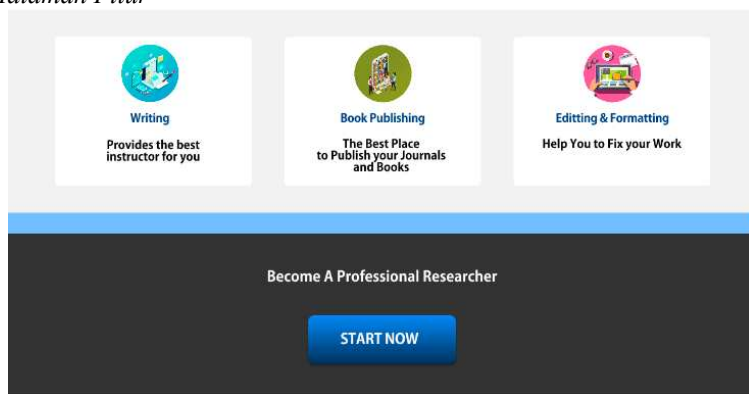 Writing
Provides the best
instructor for you
Book Publishing
The Best Place
to Publish your Journals
and Books
Editting & Formatting
Help You to Fix your Work
Become A Professional Researcher
START NOW